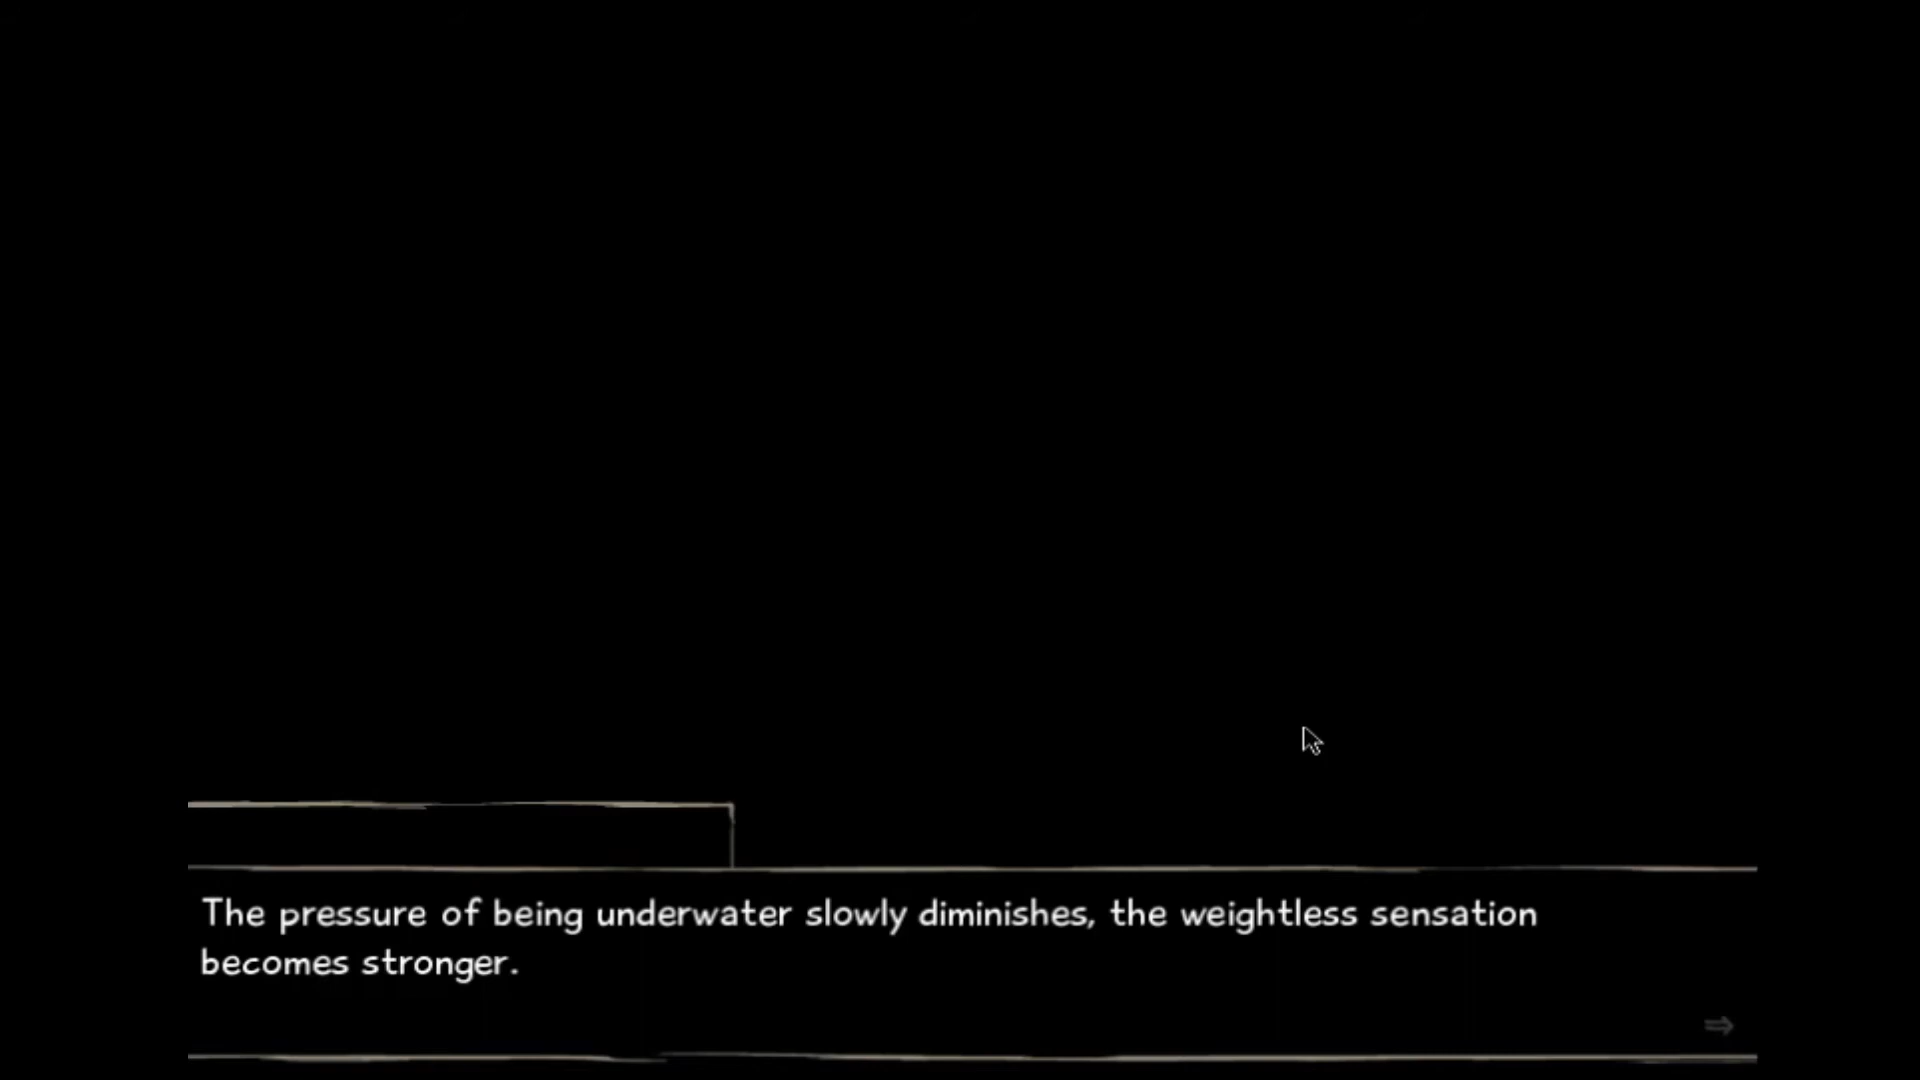 The pressure of being underwater slowly diminishes, the weightless sensation
becomes stronger.